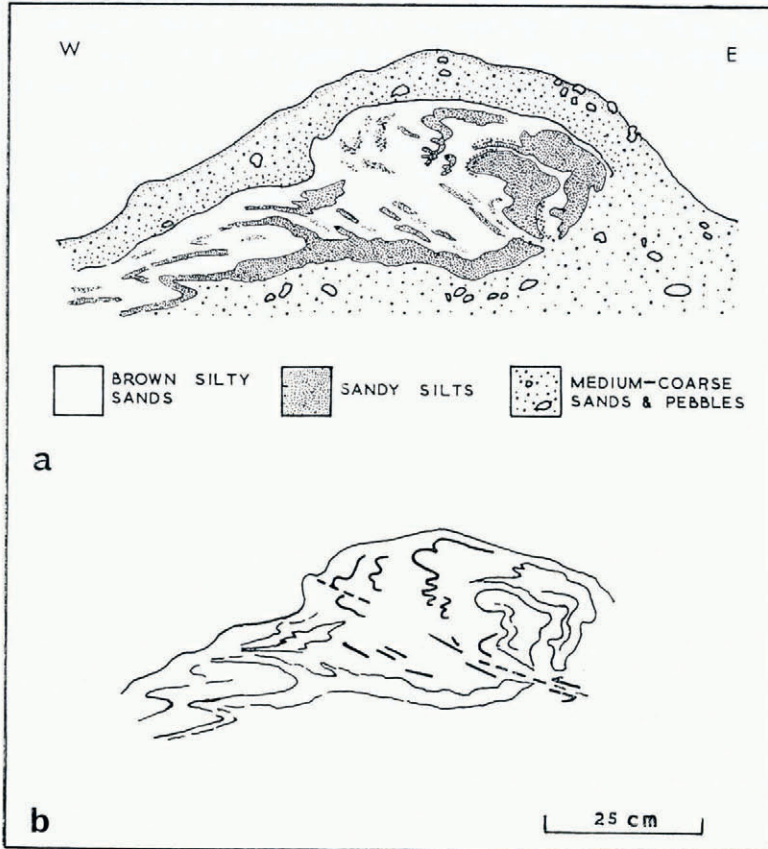 W
E
BROWN SILTY
SANDS
SANDY SILTS
MEDIUM-COARSE
SANDS & PEBBLES
a
b
25 cm